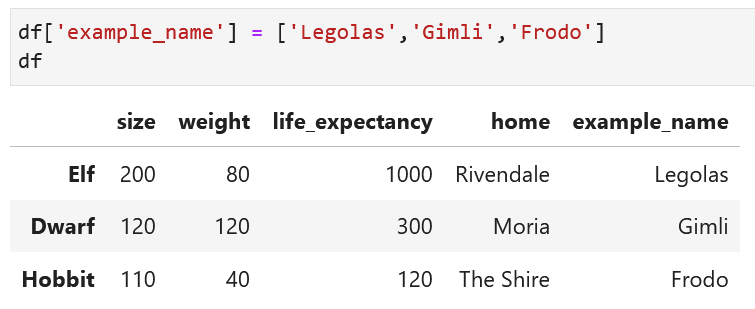 df['example_name'] = ['Legolas','Gimli','Frodo']
df
size weight life_expectancy home example_name
Elf 200 80 1000 Rivendale Legolas
Dwarf 120 120 300 Moria Gimli
Hobbit 110 40 120 The Shire Frodo